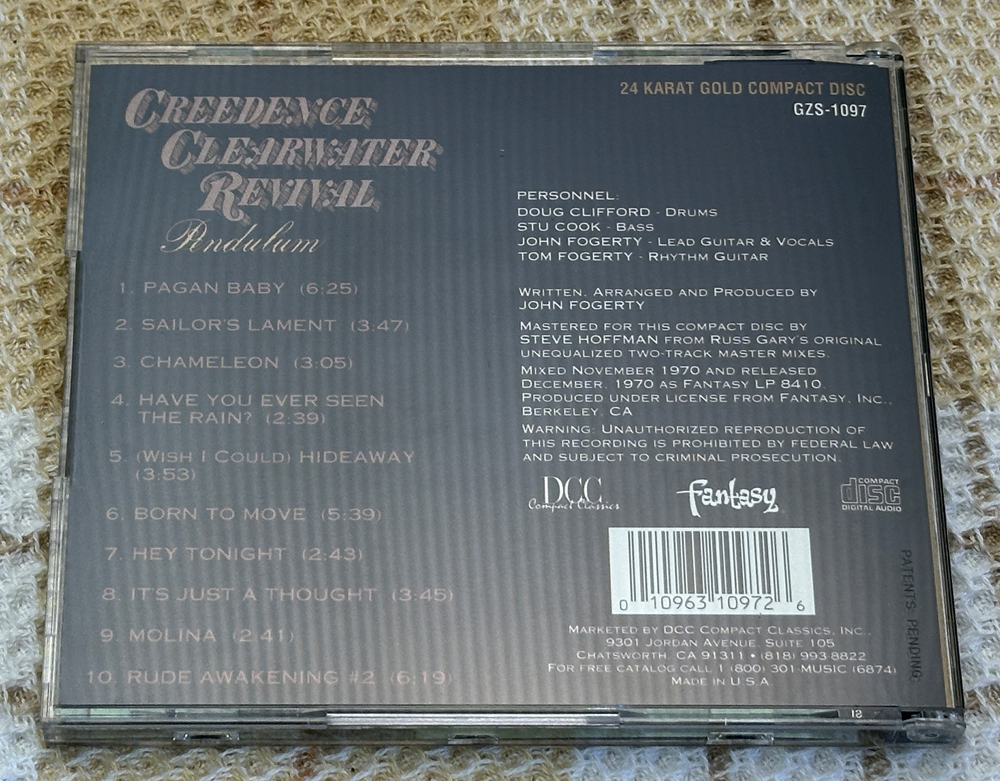 CREEDENCE
CLEARWATER
REVIVAL
Pendulum
1. PAGAN BABY (6:25)
2. SAILOR'S LAMENT (3:47)
3. CHAMELEON (3:05)
4. HAVE YOU EVER SEEN
THE RAIN? (2:39)
5. (WISH I COULD) HIDEAWAY
(3:53)
6. BORN TO MOVE (5:39)
7. HEY TONIGHT (2:43)
8. IT'S JUST A THOUGHT (3:45)
9. MOLINA (2:41)
10. RUDE AWAKENING #2 (6:19)
24 KARAT GOLD COMPACT DISC
GZS-1097
PERSONNEL:
DOUG CLIFFORD - DRUMS
STU COOK - BASS
JOHN FOGERTY - LEAD GUITAR & VOCALS
TOM FOGERTY - RHYTHM GUITAR
WRITTEN, ARRANGED AND PRODUCED BY
JOHN FOGERTY
MASTERED FOR THIS COMPACT DISC BY
STEVE HOFFMAN FROM RUSS GARY'S ORIGINAL
UNEQUALIZED TWO-TRACK MASTER MIXES.
MIXED NOVEMBER 1970 AND RELEASED
DECEMBER, 1970 AS FANTASY LP 8410.
PRODUCED UNDER LICENSE FROM FANTASY, INC.,
BERKELEY, CA
WARNING: UNAUTHORIZED REPRODUCTION OF
THIS RECORDING IS PROHIBITED BY FEDERAL LAW
AND SUBJECT TO CRIMINAL PROSECUTION.
DCC
Compact Classics
fantasy
COMPACT
disc
DIGITAL AUDIO
0 10963 10972 6
MARKETED BY DCC COMPACT CLASSICS, INC.,
9301 JORDAN AVENUE, SUITE 105
CHATSWORTH, CA 91311 • (818) 993 8822
FOR FREE CATALOG CALL 1 (800) 301 MUSIC (6874)
MADE IN U.S.A.
PATENTS PENDING